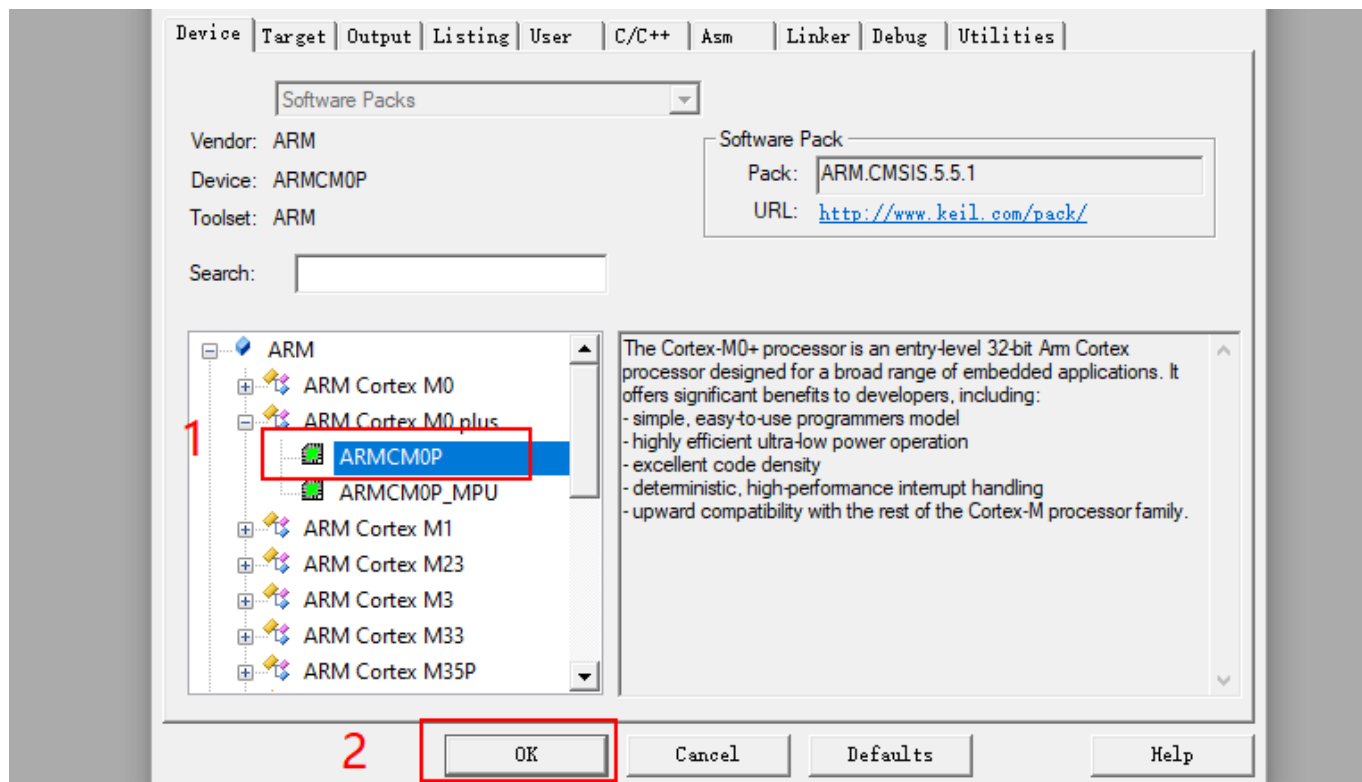 Device Target Output Listing User C/C++ Asm Linker Debug Utilities
Software Packs
Vendor: ARM
Device: ARMCM0P
Toolset: ARM
Software Pack
Pack: ARM.CMSIS.5.5.1
URL: http://www.keil.com/pack/
Search:
ARM
ARM Cortex M0
ARM Cortex M0 plus
1
ARMCM0P
ARMCM0P_MPU
ARM Cortex M1
ARM Cortex M23
ARM Cortex M3
ARM Cortex M33
ARM Cortex M35P
The Cortex-M0+ processor is an entry-level 32-bit Arm Cortex
processor designed for a broad range of embedded applications. It
offers significant benefits to developers, including:
- simple, easy-to-use programmers model
- highly efficient ultra-low power operation
- excellent code density
- deterministic, high-performance interrupt handling
- upward compatibility with the rest of the Cortex-M processor family.
2 OK Cancel Defaults Help